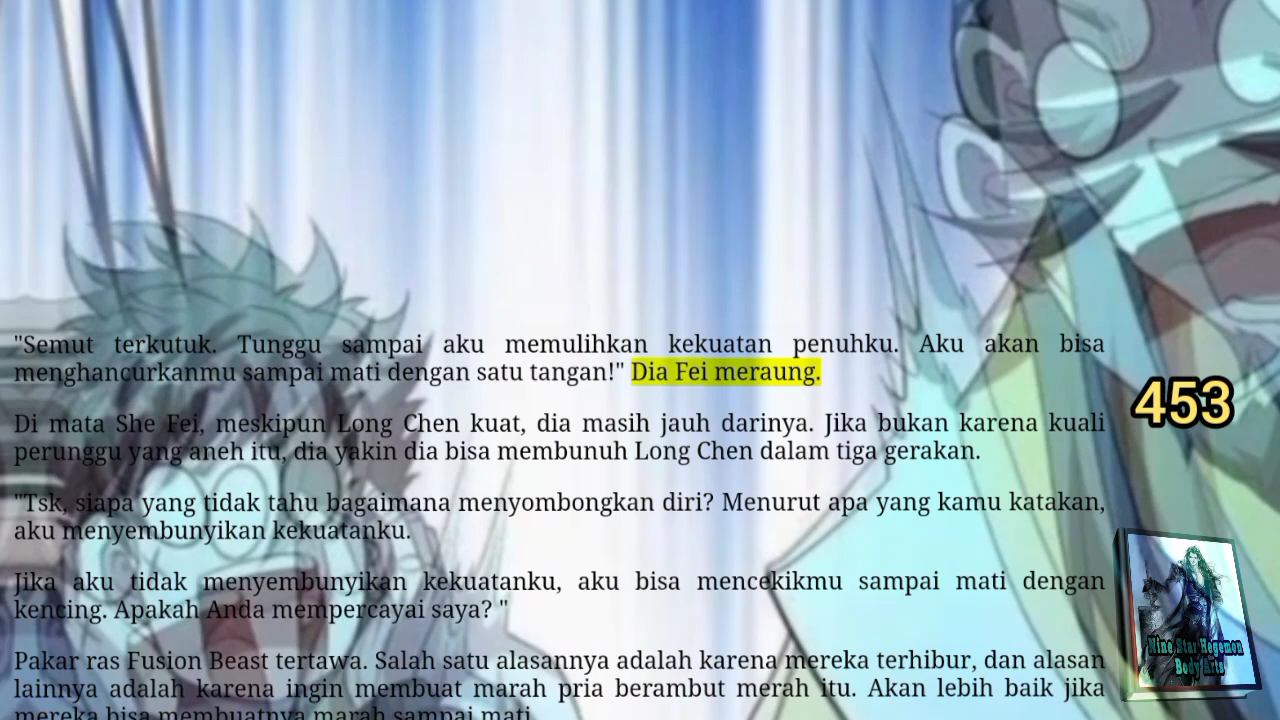 "Semut terkutuk. Tunggu sampai aku memulihkan kekuatan penuhku. Aku akan bisa
menghancurkanmu sampai mati dengan satu tangan!" Dia Fei meraung.
Di mata She Fei, meskipun Long Chen kuat, dia masih jauh darinya. Jika bukan karena kuali
perunggu yang aneh itu, dia yakin dia bisa membunuh Long Chen dalam tiga gerakan.
"Tsk, siapa yang tidak tahu bagaimana menyombongkan diri? Menurut apa yang kamu katakan,
aku menyembunyikan kekuatanku.
Jika aku tidak menyembunyikan kekuatanku, aku bisa mencekikmu sampai mati dengan
kencing. Apakah Anda mempercayai saya? "
Pakar ras Fusion Beast tertawa. Salah satu alasannya adalah karena mereka terhibur, dan alasan
lainnya adalah karena ingin membuat marah pria berambut merah itu. Akan lebih baik jika
mereka bisa membuatnya marah sampai mati.
453
Nine Star Hegemon
Body Arts